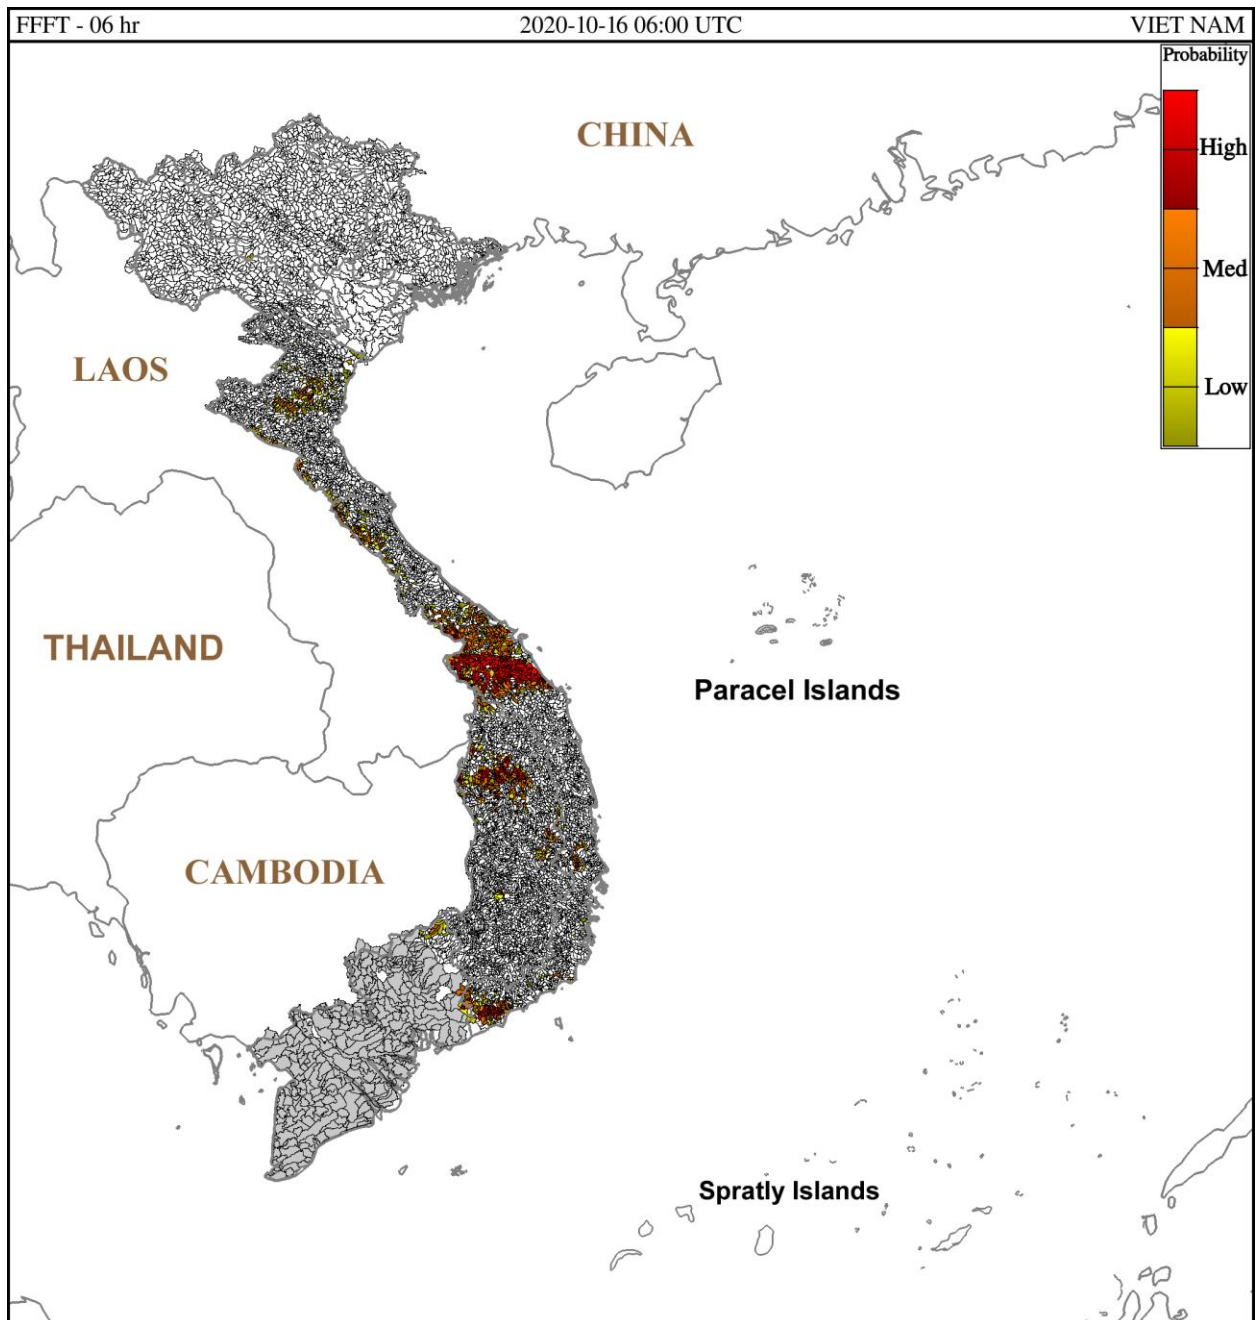 FFFT - 06 hr
2020-10-16 06:00 UTC
VIET NAM
Probability
CHINA
High
Med
LAOS
Low
THAILAND
Paracel Islands
CAMBODIA
Spratly Islands